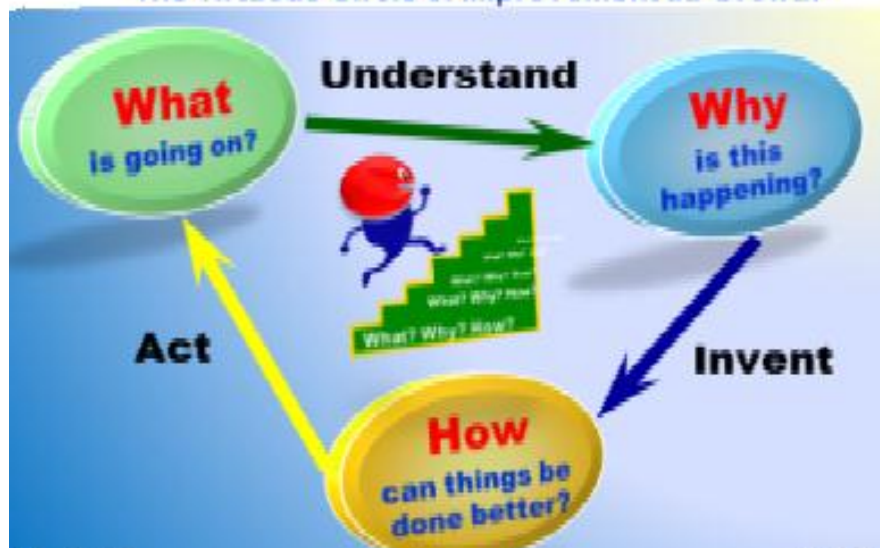 Understand
What
is going on?
Why
is this
happening?
What? Why? How?
What? Why? How?
Act
Invent
How
can things be
done better?